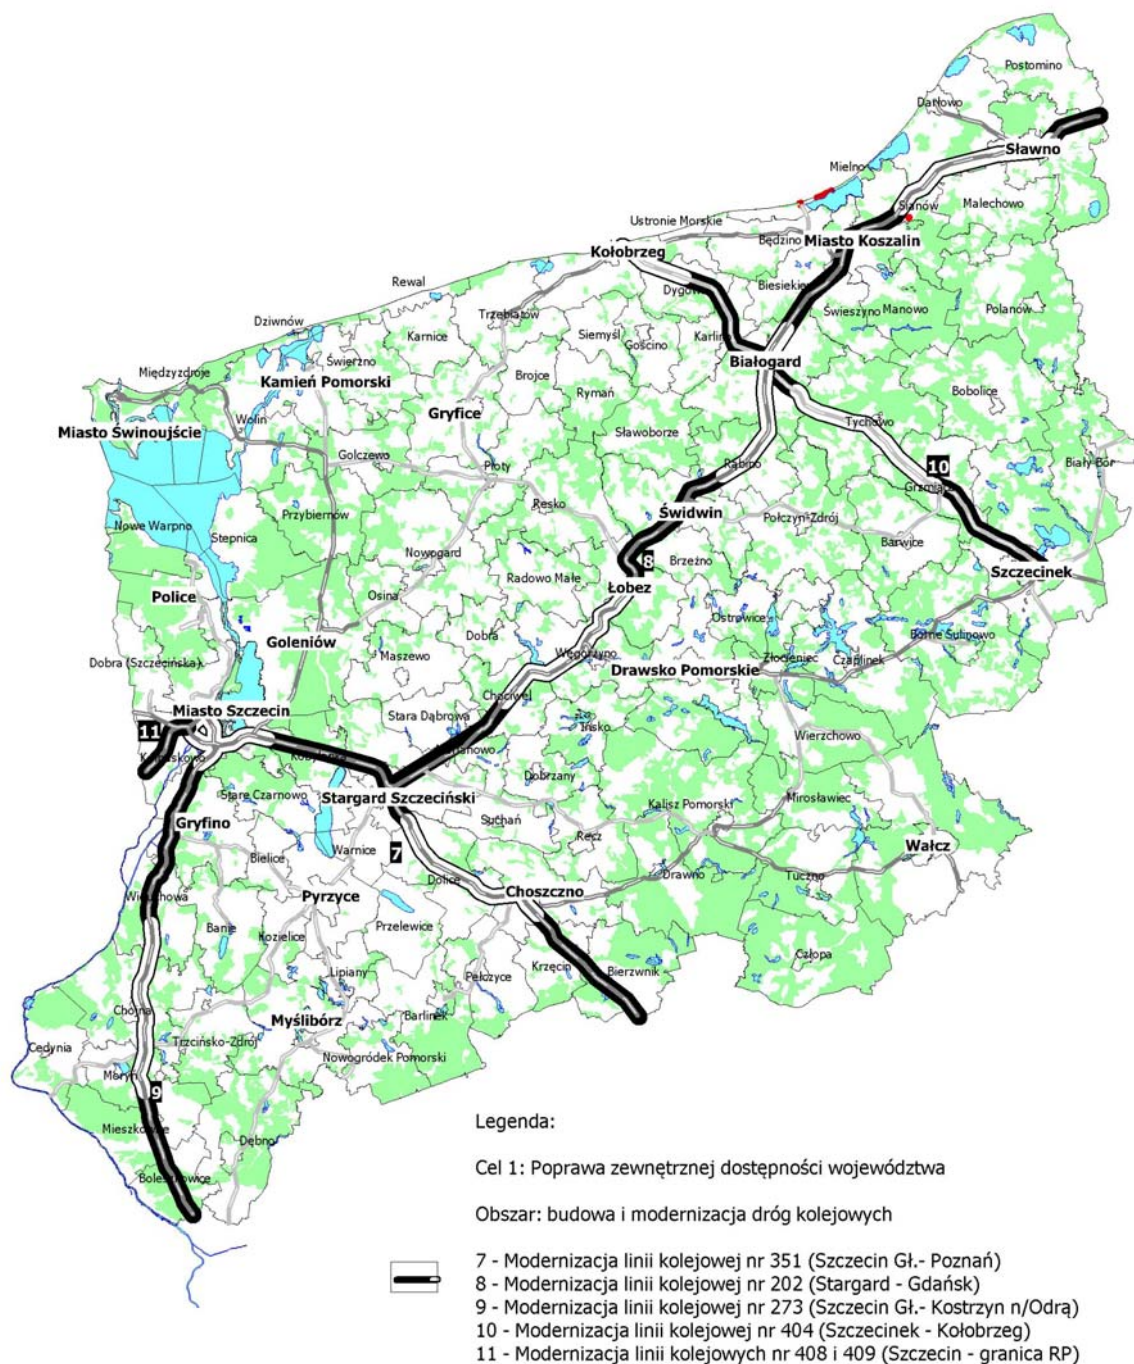 Postomino
Darłowo
Sławno
Mielno
Sianów
Malechowo
Ustronie Morskie
Będzino
Miasto Koszalin
Kołobrzeg
Rewal
Dygowo
Biesiekierz
Dziwnów
Trzebiatów
Świeszyno
Manowo
Polanów
Karnice
Siemyśl
Gościno
Karlino
Świerzno
Białogard
Międzyzdroje
Kamień Pomorski
Brojce
Rymań
Bobolice
Gryfice
Wolin
Tychowo
Miasto Świnoujście
Sławoborze
Golczewo
Płoty
Rąbino
10
Biały Bór
Grzmiąca
Resko
Świdwin
Przybiernów
Połczyn-Zdrój
Nowe Warpno
Stepnica
Barwice
Nowogard
8
Brzeżno
Szczecinek
Radowo Małe
Łobez
Police
Osina
Ostrowice
Goleniów
Dobra
Borne Sulinowo
Maszewo
Węgorzyno
Dobra (Szczecińska)
Złocieniec
Czaplinek
Drawsko Pomorskie
Chociwel
Miasto Szczecin
Stara Dąbrowa
Ińsko
11
Wierzchowo
Dobrzany
Stare Czarnowo
Stargard Szczeciński
Mirosławiec
Kalisz Pomorski
Gryfino
Suchań
Recz
Wałcz
7
Warnice
Bielice
Dolice
Drawno
Tuczno
Choszczno
Pyrzyce
Banie
Przelewice
Kozielice
Człopa
Lipiany
Krzęcin
Bierzwnik
Pełczyce
Chojna
Myślibórz
Barlinek
Trzcińsko-Zdrój
Cedynia
Nowogródek Pomorski
Moryń
9
Mieszkowice
Dębno
Boleszkowice
Legenda:
Cel 1: Poprawa zewnętrznej dostępności województwa
Obszar: budowa i modernizacja dróg kolejowych
7 - Modernizacja linii kolejowej nr 351 (Szczecin Gł.- Poznań)
8 - Modernizacja linii kolejowej nr 202 (Stargard - Gdańsk)
9 - Modernizacja linii kolejowej nr 273 (Szczecin Gł.- Kostrzyn n/Odrą)
10 - Modernizacja linii kolejowej nr 404 (Szczecinek - Kołobrzeg)
11 - Modernizacja linii kolejowych nr 408 i 409 (Szczecin - granica RP)